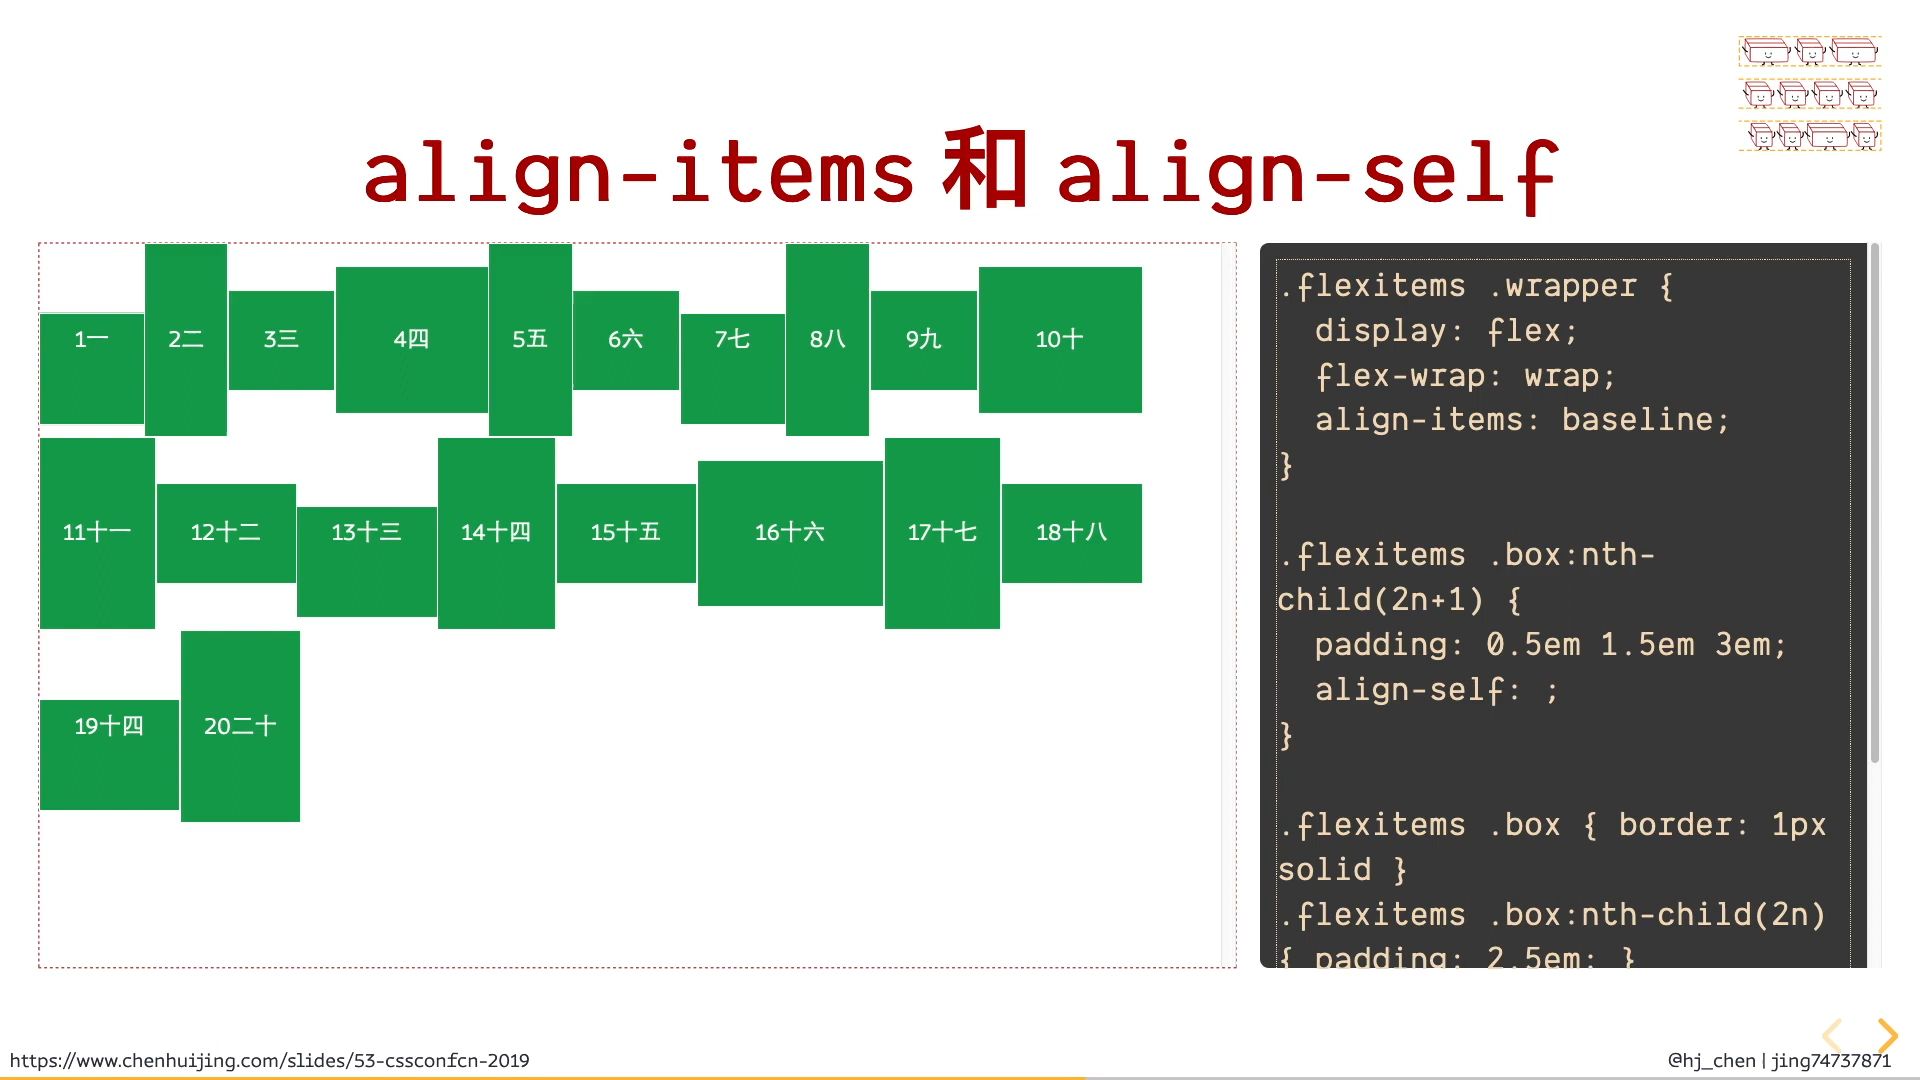 align-items 和 align-self
1一 2二 3三 4四 5五 6六 7七 8八 9九 10十
11十一 12十二 13十三 14十四 15十五 16十六 17十七 18十八
19十四 20二十
.flexitems .wrapper {
display: flex;
flex-wrap: wrap;
align-items: baseline;
}
.flexitems .box:nth-
child(2n+1) {
padding: 0.5em 1.5em 3em;
align-self: ;
}
.flexitems .box { border: 1px
solid }
.flexitems .box:nth-child(2n)
{ padding: 2.5em; }
https://www.chenhuijing.com/slides/53-cssconfcn-2019
@hj_chen | jing74737871